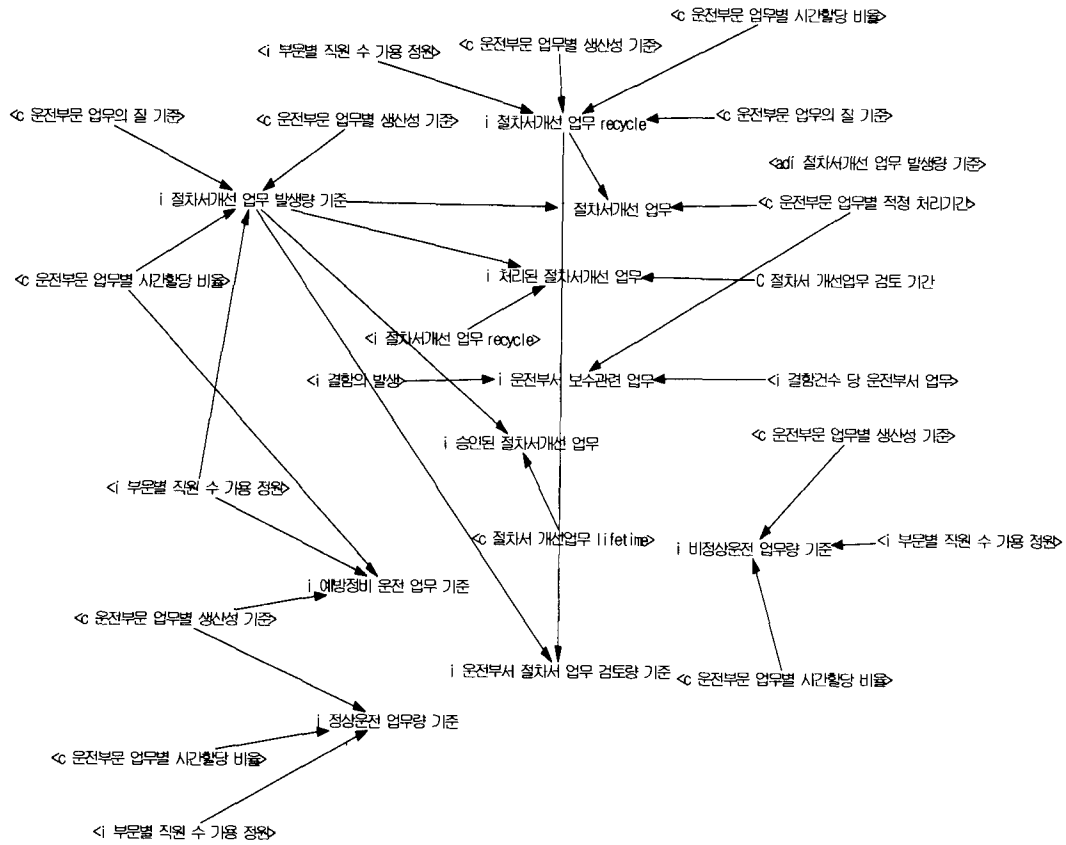 <c 운전부문 업무별 시간할당 비율>
<i 부문별 직원 수 가용 정원>
<c 운전부문 업무별 생산성 기준>
<c 운전부문 업무의 질 기준>
<c 운전부문 업무별 생산성 기준>
i 절차서개선 업무 recycle
<c 운전부문 업무의 질 기준>
<adi 절차서개선 업무 발생량 기준>
i 절차서개선 업무 발생량 기준
절차서개선 업무
<c 운전부문 업무별 적정 처리기간>
<c 운전부문 업무별 시간할당 비율>
i 처리된 절차서개선 업무
C 절차서 개선업무 검토 기간
<i 절차서개선 업무 recycle>
<i 결함의 발생>
i 운전부서 보수관련 업무
<i 결함건수 당 운전부서 업무>
i 승인된 절차서개선 업무
<c 운전부문 업무별 생산성 기준>
<i 부문별 직원 수 가용 정원>
<c 절차서 개선업무 lifetime>
i 비정상운전 업무량 기준
<i 부문별 직원 수 가용 정원>
i 예방정비 운전 업무 기준
<c 운전부문 업무별 생산성 기준>
i 운전부서 절차서 업무 검토량 기준
<c 운전부문 업무별 시간할당 비율>
i 정상운전 업무량 기준
<c 운전부문 업무별 시간할당 비율>
<i 부문별 직원 수 가용 정원>